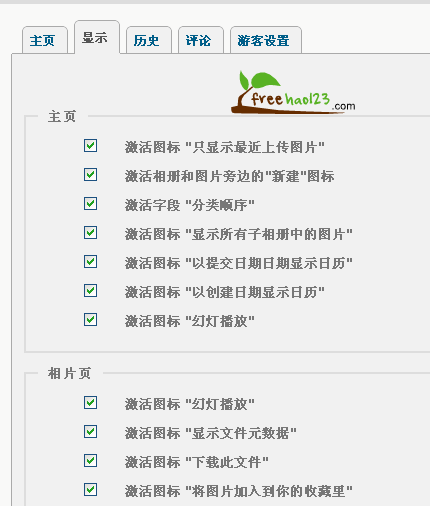 主页 显示 历史 评论 游客设置
freehao123.com
主页
激活图标 "只显示最近上传图片"
激活相册和图片旁边的"新建"图标
激活字段 "分类顺序"
激活图标 "显示所有子相册中的图片"
激活图标 "以提交日期日期显示日历"
激活图标 "以创建日期显示日历"
激活图标 "幻灯播放"
相片页
激活图标 "幻灯播放"
激活图标 "显示文件元数据"
激活图标 "下载此文件"
激活图标 "将图片加入到你的收藏里"